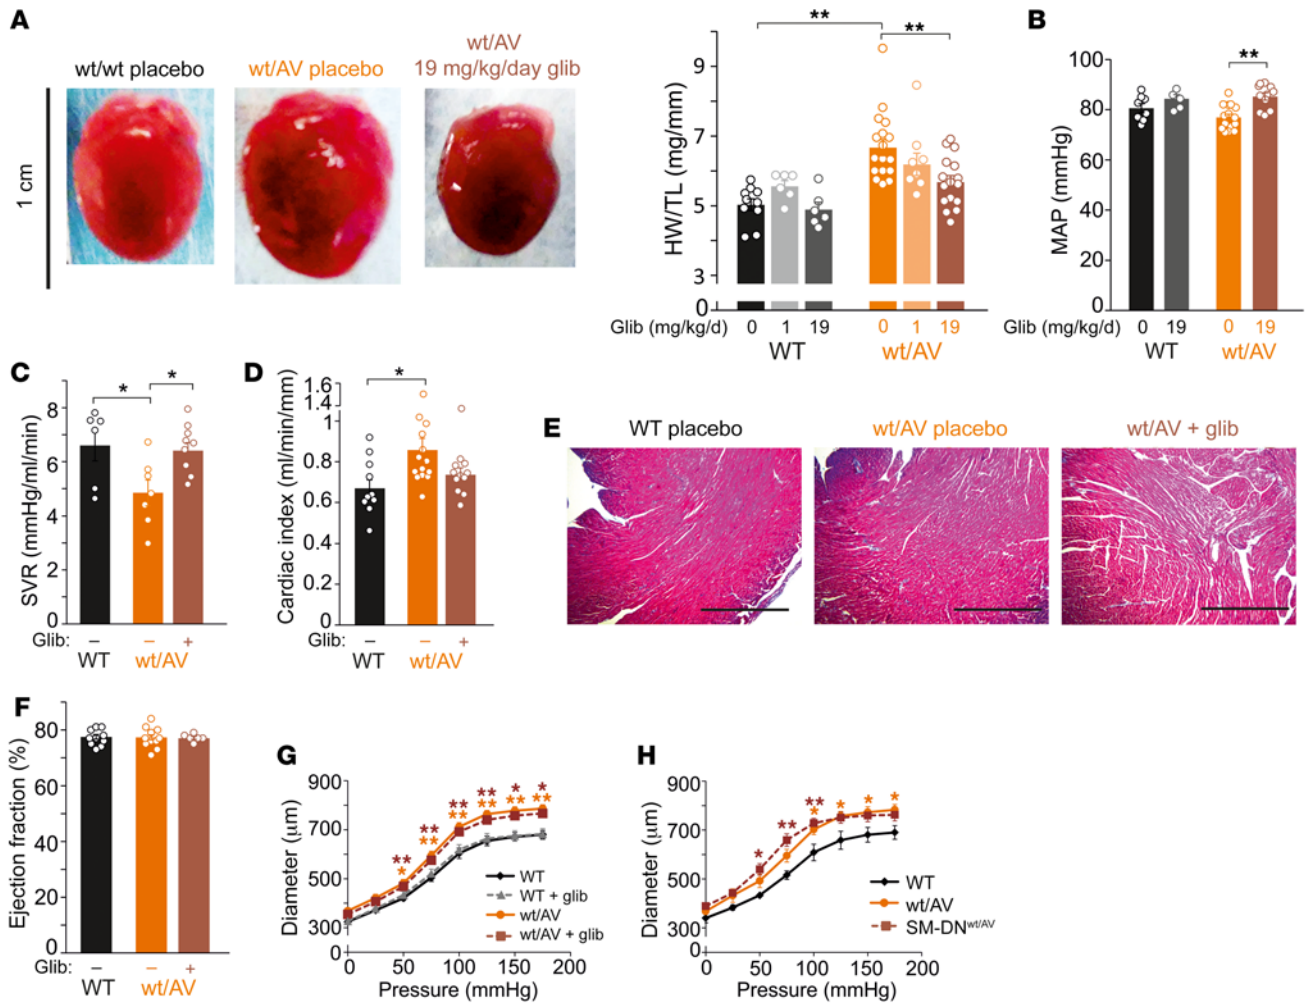 A
wt/wt placebo
wt/AV placebo
wt/AV
19 mg/kg/day glib
1 cm
**
**
HW/TL (mg/mm)
9
7
5
3
0
Glib (mg/kg/d) 0 1 19 0 1 19
WT wt/AV
B
**
MAP (mmHg)
100
80
60
40
20
0
Glib (mg/kg/d) 0 19 0 19
WT wt/AV
C
* *
SVR (mmHg/ml/min)
8
6
4
2
0
Glib: – – +
WT wt/AV
D
*
Cardiac index (ml/min/mm)
1.6
1.4
1
0.8
0.6
0.4
0.2
0
– – +
WT wt/AV
E
WT placebo
wt/AV placebo
wt/AV + glib
F
Ejection fraction (%)
80
60
40
20
0
Glib: – – +
WT wt/AV
G
Diameter (µm)
900
700
500
300
0
** ** ** ** * *
* ** ** ** ** **
WT
WT + glib
wt/AV
wt/AV + glib
0 50 100 150 200
Pressure (mmHg)
H
Diameter (µm)
900
700
500
300
0
* ** **
* * * *
WT
wt/AV
SM-DNwt/AV
0 50 100 150 200
Pressure (mmHg)